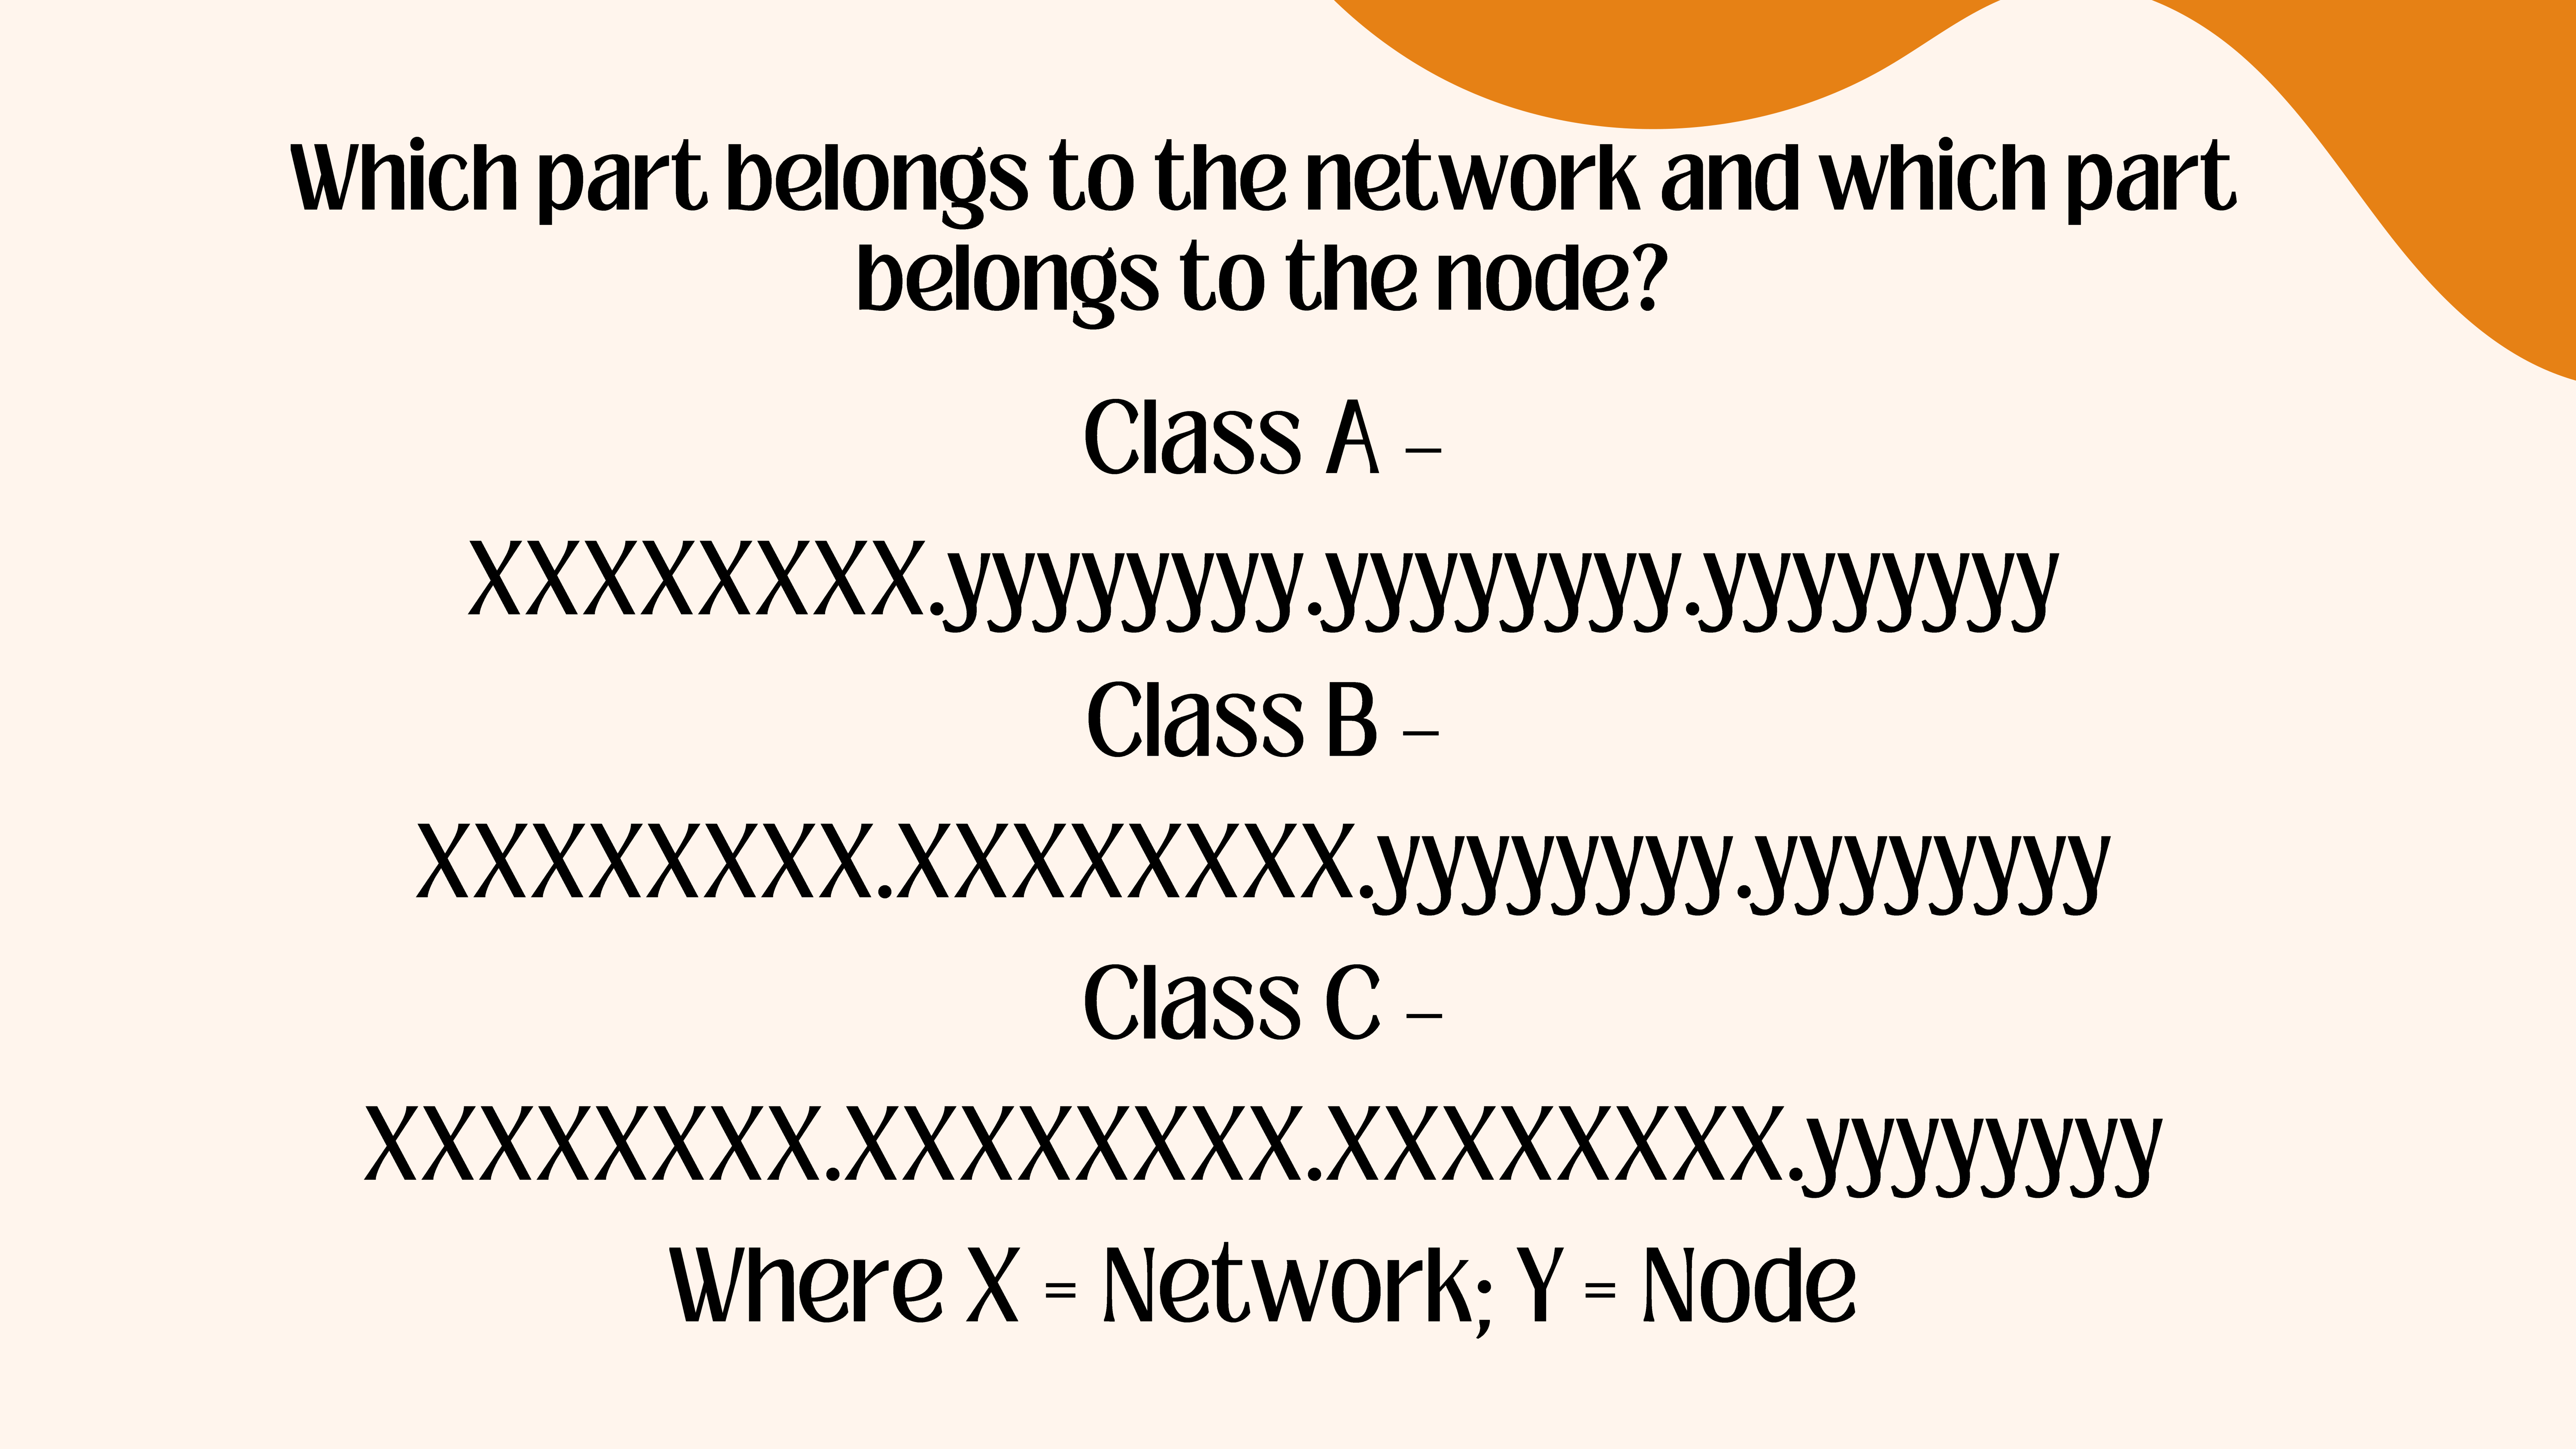 Which part belongs to the network and which part
belongs to the node?
Class A –
XXXXXXXX.yyyyyyyy.yyyyyyyy.yyyyyyyy
Class B –
XXXXXXXX.XXXXXXXX.yyyyyyyy.yyyyyyyy
Class C –
XXXXXXXX.XXXXXXXX.XXXXXXXX.yyyyyyyy
Where X = Network; Y = Node